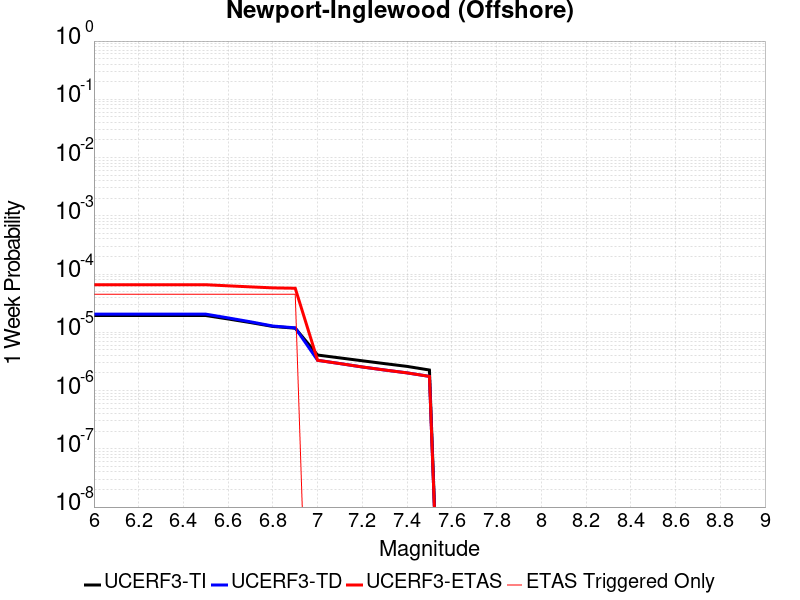 Newport-Inglewood (Offshore)
10^0
10^-1
10^-2
10^-3
10^-4
10^-5
10^-6
10^-7
10^-8
1 Week Probability
6 6.2 6.4 6.6 6.8 7 7.2 7.4 7.6 7.8 8 8.2 8.4 8.6 8.8 9
Magnitude
UCERF3-TI UCERF3-TD UCERF3-ETAS ETAS Triggered Only